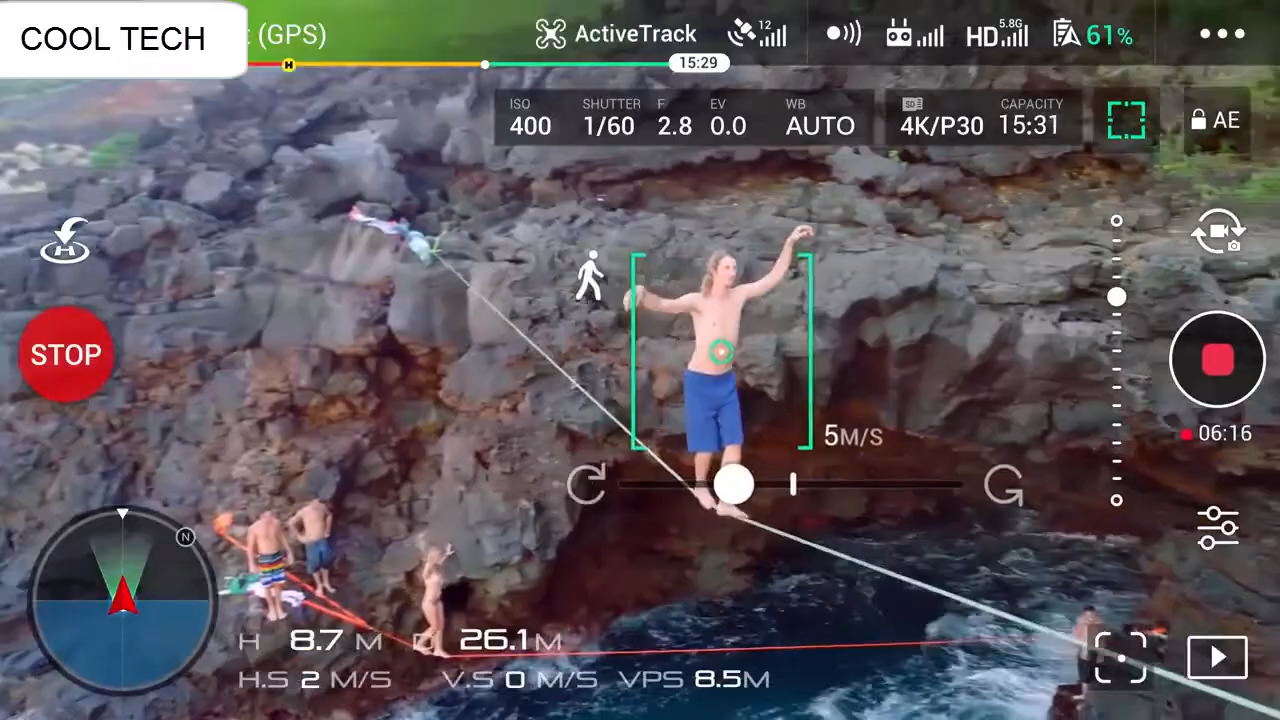 COOL TECH
(GPS)
ActiveTrack
12
HD 5.8G
61%
H
15:29
ISO
400
SHUTTER
1/60
F
2.8
EV
0.0
WB
AUTO
SD
4K/P30
CAPACITY
15:31
AE
H
STOP
5M/S
06:16
N
H 8.7 M
26.1M
H.S 2 M/S V.S 0 M/S VPS 8.5M